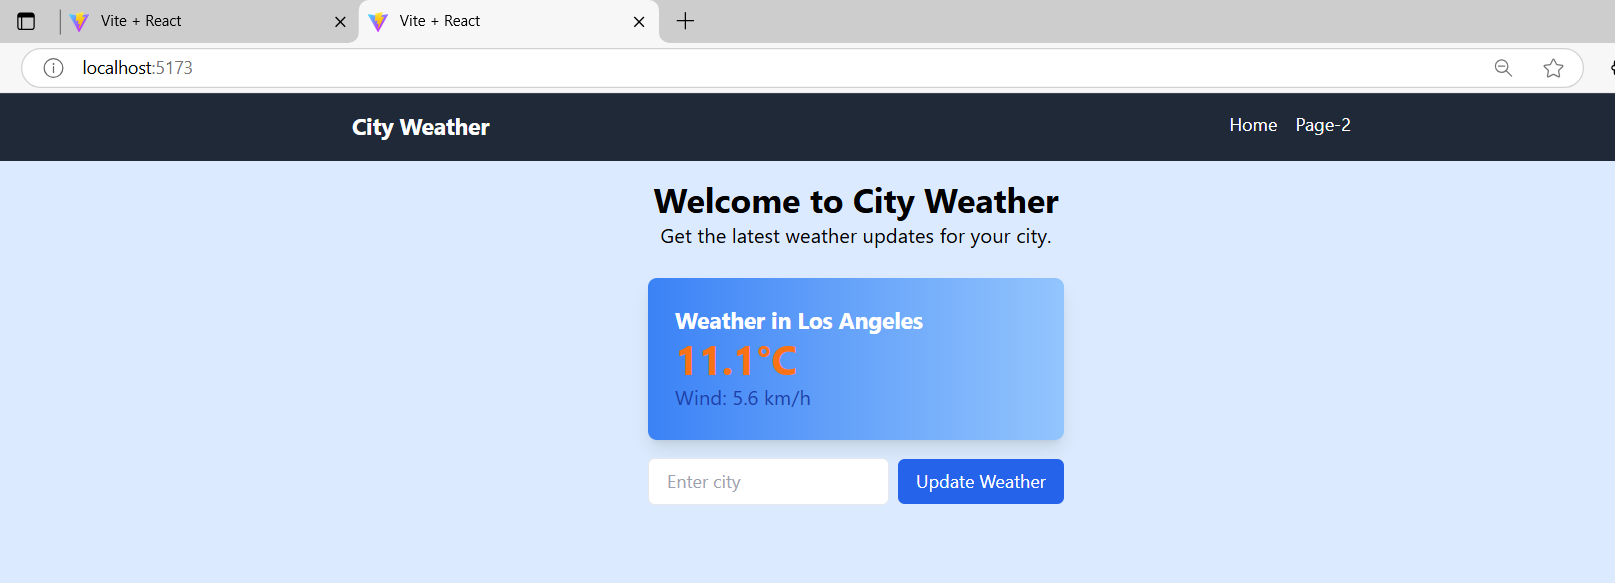 Vite + React
Vite + React
localhost:5173
City Weather
Home Page-2
Welcome to City Weather
Get the latest weather updates for your city.
Weather in Los Angeles
11.1°C
Wind: 5.6 km/h
Enter city
Update Weather